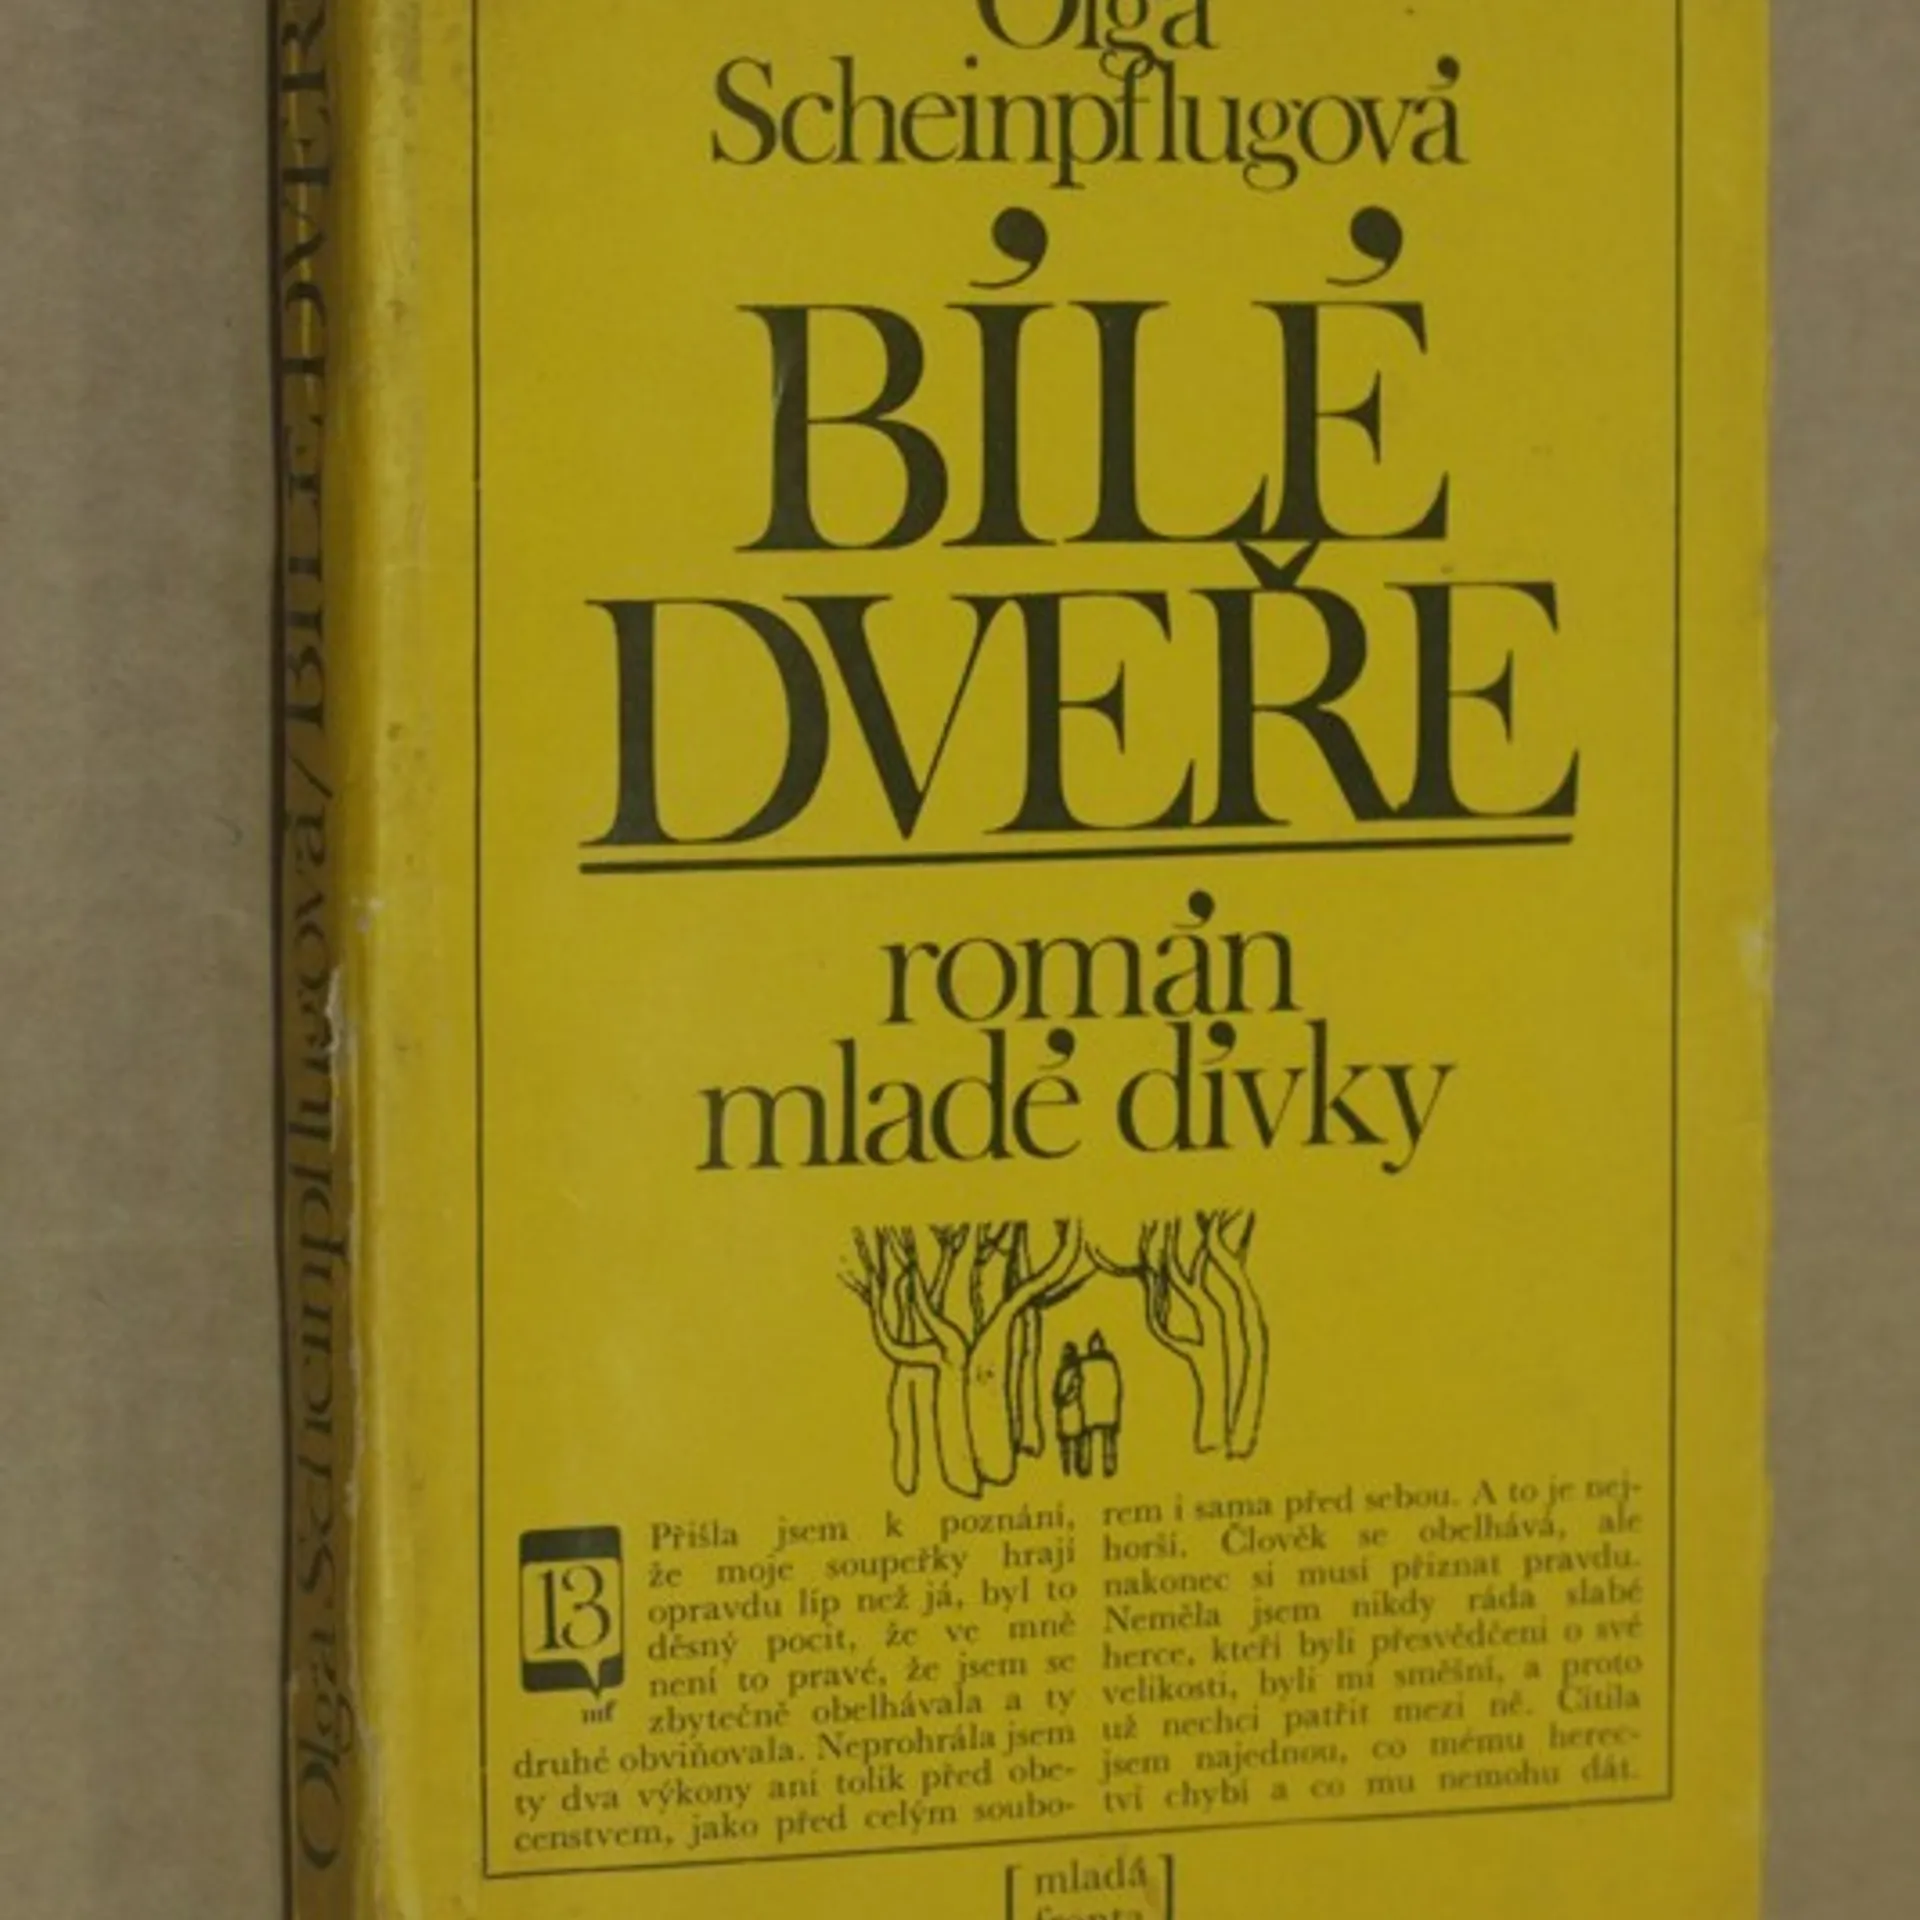 Olga
Scheinpflugová
BÍLÉ
DVEŘE
román
mladé dívky
13
mf
Přišla jsem k poznání,
že moje soupeřky hrají
opravdu líp než já, byl to
děsný pocit, že ve mně
není to pravé, že jsem se
zbytečně obelhávala a ty
druhé obviňovala. Neprohrála jsem
ty dva výkony ani tolik před obe-
censtvem, jako před celým soubo-
rem i sama před sebou. A to je nej-
horší. Člověk se obelhává, ale
nakonec si musí přiznat pravdu.
Neměla jsem nikdy ráda slabé
herce, kteří byli přesvědčeni o své
velikosti, byli mi směšní, a proto
už nechci patřit mezi ně. Cítila
jsem najednou, co mému herec-
tví chybí a co mu nemohu dát.
[mladá
fronta]
Olga Scheinpflugová/BÍLÉ DVEŘ